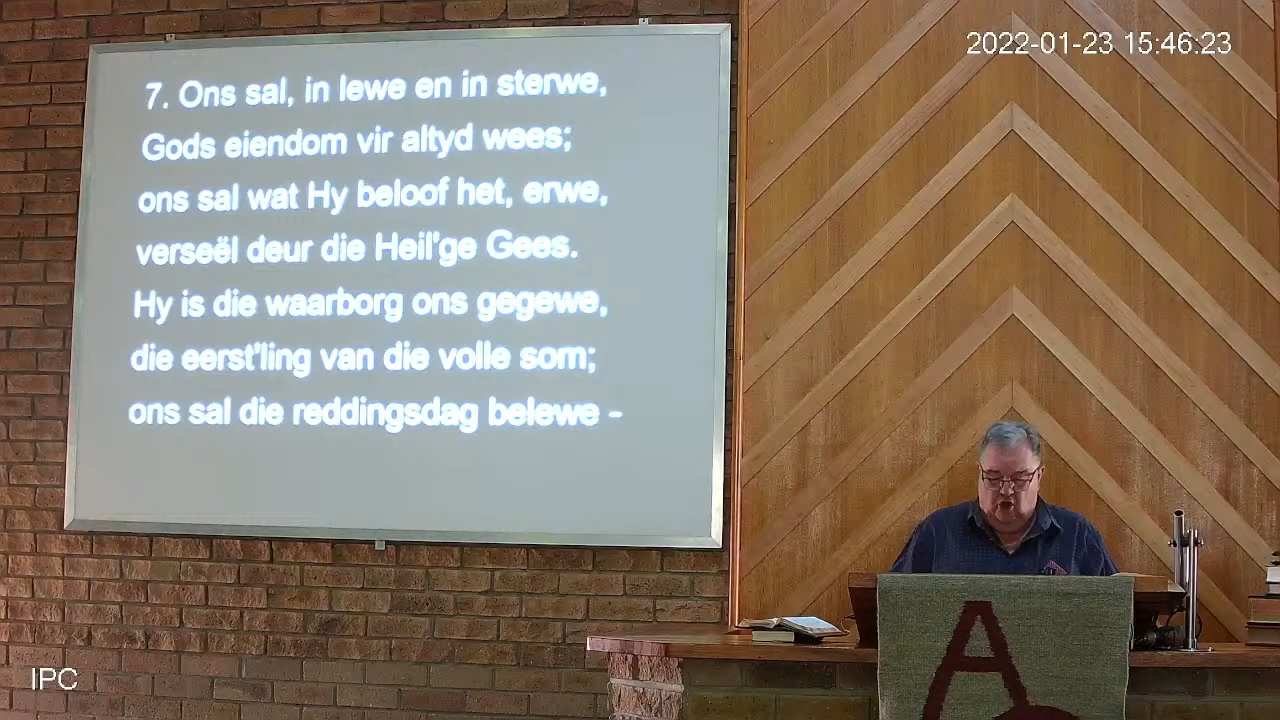 2022-01-23 15:46:23
7. Ons sal, in lewe en in sterwe,
Gods eiendom vir altyd wees;
ons sal wat Hy beloof het, erwe,
verseël deur die Heil'ge Gees.
Hy is die waarborg ons gegewe,
die eerst'ling van die volle som;
ons sal die reddingsdag belewe -
IPC
A